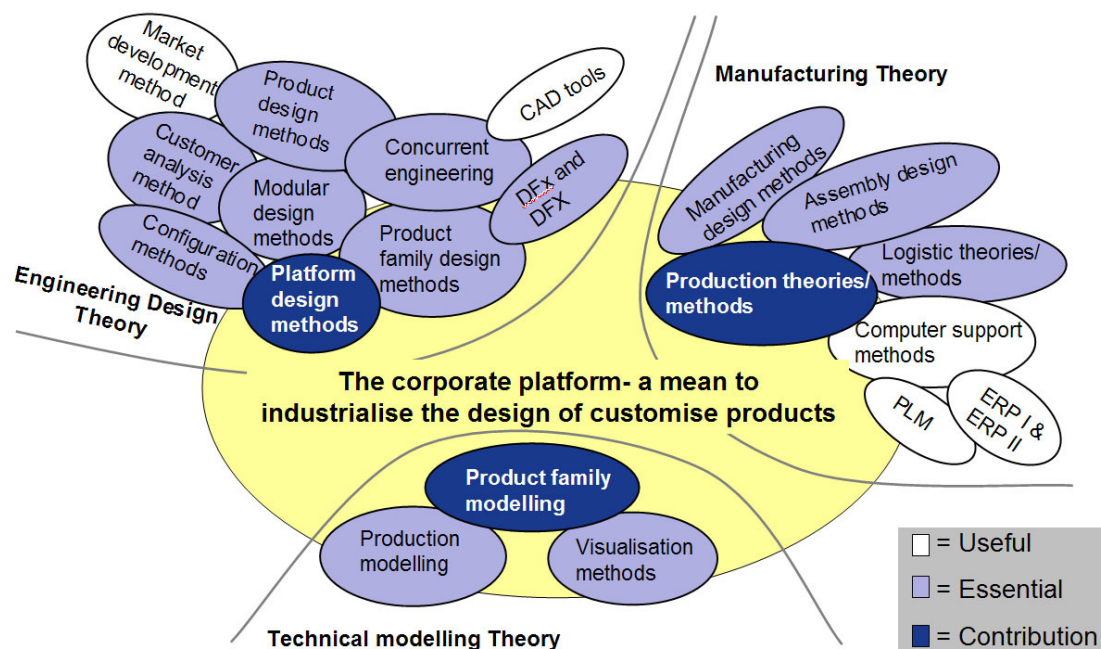 Market
development
method
Product
design
methods
CAD tools
Manufacturing Theory
Customer
analysis
method
Concurrent
engineering
Modular
design
methods
DFx and
DFX
Manufacturing
design methods
Assembly design
methods
Configuration
methods
Product
family design
methods
Logistic theories/
methods
Engineering Design
Theory
Platform
design
methods
Production theories/
methods
Computer support
methods
The corporate platform- a mean to
industrialise the design of customise products
PLM
ERP I &
ERP II
Product family
modelling
Production
modelling
Visualisation
methods
Technical modelling Theory
= Useful
= Essential
= Contribution